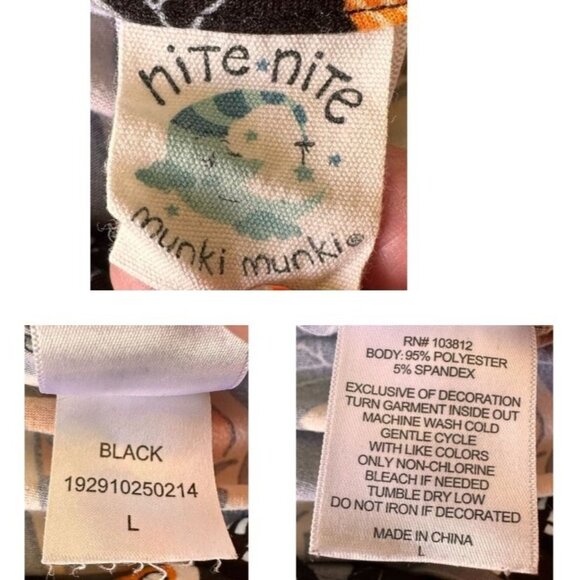 nite nite
munki munki®
BLACK
192910250214
L
RN# 103812
BODY: 95% POLYESTER
5% SPANDEX
EXCLUSIVE OF DECORATION
TURN GARMENT INSIDE OUT
MACHINE WASH COLD
GENTLE CYCLE
WITH LIKE COLORS
ONLY NON-CHLORINE
BLEACH IF NEEDED
TUMBLE DRY LOW
DO NOT IRON IF DECORATED
MADE IN CHINA
L